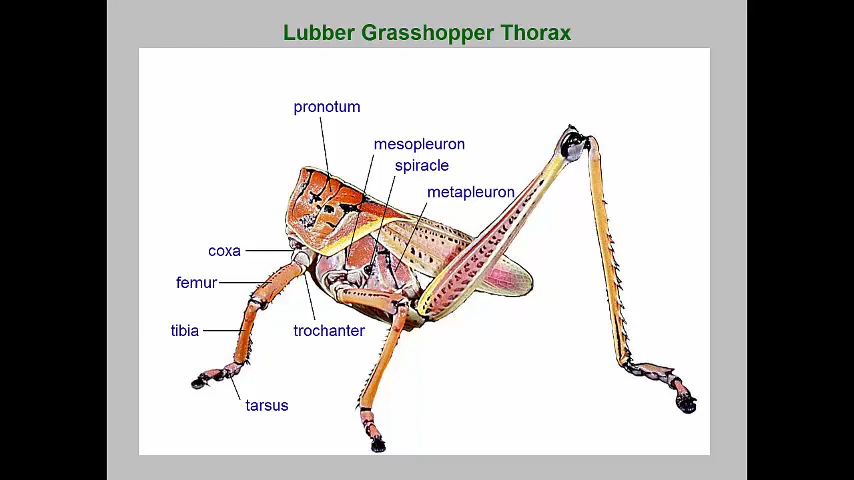 Lubber Grasshopper Thorax
pronotum
mesopleuron
spiracle
metapleuron
coxa
femur
tibia
trochanter
tarsus